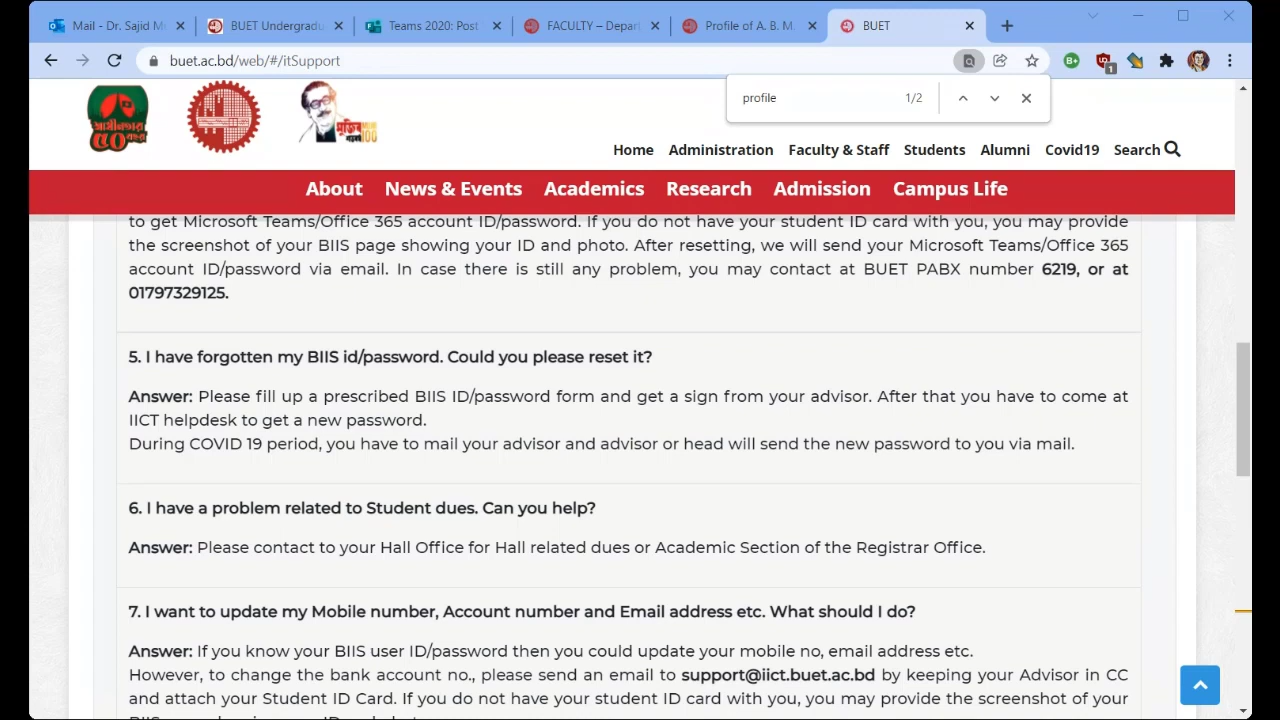 Mail - Dr. Sajid M
BUET Undergradu
Teams 2020: Post
FACULTY – Depar
Profile of A. B. M.
BUET
buet.ac.bd/web/#/itSupport
B+
1
profile
1/2
স্বাধীনতার
৫০
বছর
মুজিব
100
Home
Administration
Faculty & Staff
Students
Alumni
Covid19
Search
About
News & Events
Academics
Research
Admission
Campus Life
to get Microsoft Teams/Office 365 account ID/password. If you do not have your student ID card with you, you may provide
the screenshot of your BIIS page showing your ID and photo. After resetting, we will send your Microsoft Teams/Office 365
account ID/password via email. In case there is still any problem, you may contact at BUET PABX number 6219, or at
01797329125.
5. I have forgotten my BIIS id/password. Could you please reset it?
Answer: Please fill up a prescribed BIIS ID/password form and get a sign from your advisor. After that you have to come at
IICT helpdesk to get a new password.
During COVID 19 period, you have to mail your advisor and advisor or head will send the new password to you via mail.
6. I have a problem related to Student dues. Can you help?
Answer: Please contact to your Hall Office for Hall related dues or Academic Section of the Registrar Office.
7. I want to update my Mobile number, Account number and Email address etc. What should I do?
Answer: If you know your BIIS user ID/password then you could update your mobile no, email address etc.
However, to change the bank account no., please send an email to support@iict.buet.ac.bd by keeping your Advisor in CC
and attach your Student ID Card. If you do not have your student ID card with you, you may provide the screenshot of your